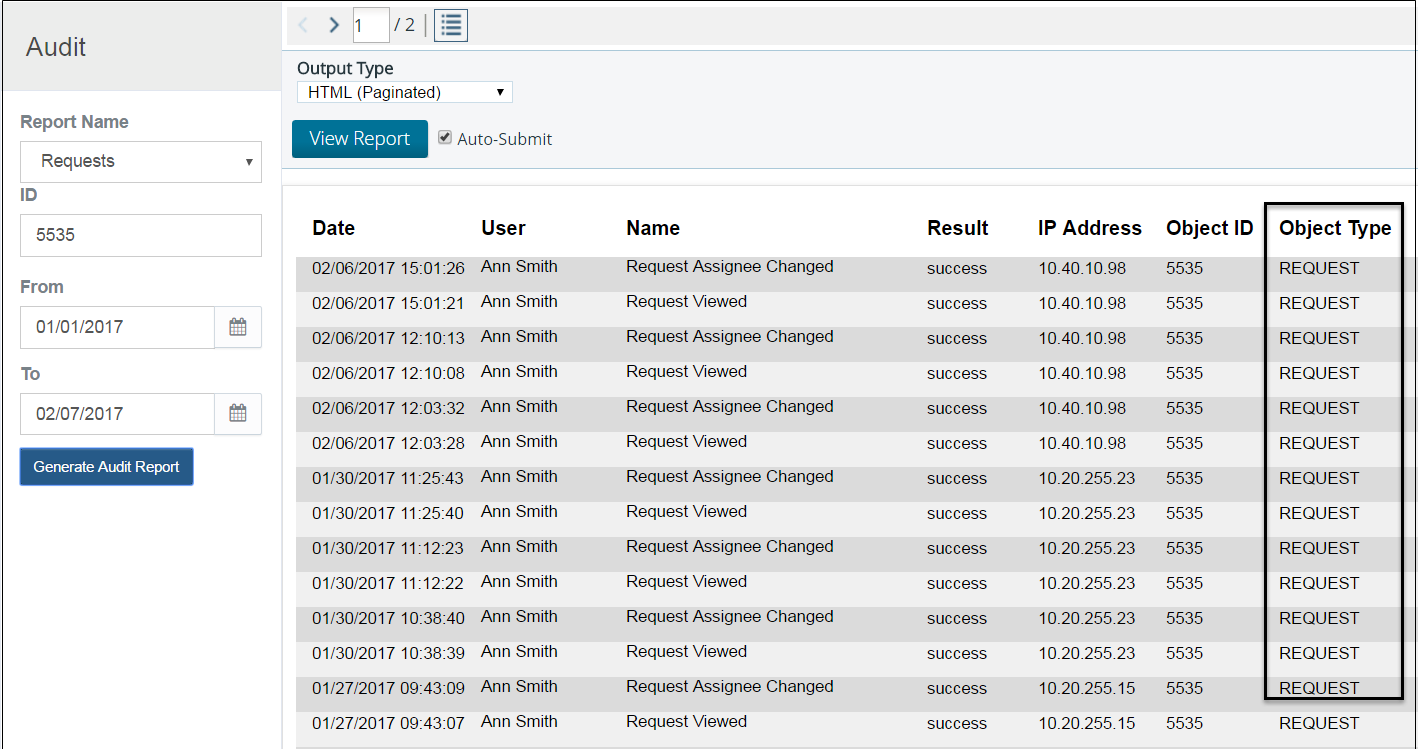 Audit
Report Name
Requests
ID
5535
From
01/01/2017
To
02/07/2017
Generate Audit Report
1 / 2
Output Type
HTML (Paginated)
View Report Auto-Submit
Date User Name Result IP Address Object ID Object Type
02/06/2017 15:01:26 Ann Smith Request Assignee Changed success 10.40.10.98 5535 REQUEST
02/06/2017 15:01:21 Ann Smith Request Viewed success 10.40.10.98 5535 REQUEST
02/06/2017 12:10:13 Ann Smith Request Assignee Changed success 10.40.10.98 5535 REQUEST
02/06/2017 12:10:08 Ann Smith Request Viewed success 10.40.10.98 5535 REQUEST
02/06/2017 12:03:32 Ann Smith Request Assignee Changed success 10.40.10.98 5535 REQUEST
02/06/2017 12:03:28 Ann Smith Request Viewed success 10.40.10.98 5535 REQUEST
01/30/2017 11:25:43 Ann Smith Request Assignee Changed success 10.20.255.23 5535 REQUEST
01/30/2017 11:25:40 Ann Smith Request Viewed success 10.20.255.23 5535 REQUEST
01/30/2017 11:12:23 Ann Smith Request Assignee Changed success 10.20.255.23 5535 REQUEST
01/30/2017 11:12:22 Ann Smith Request Viewed success 10.20.255.23 5535 REQUEST
01/30/2017 10:38:40 Ann Smith Request Assignee Changed success 10.20.255.23 5535 REQUEST
01/30/2017 10:38:39 Ann Smith Request Viewed success 10.20.255.23 5535 REQUEST
01/27/2017 09:43:09 Ann Smith Request Assignee Changed success 10.20.255.15 5535 REQUEST
01/27/2017 09:43:07 Ann Smith Request Viewed success 10.20.255.15 5535 REQUEST